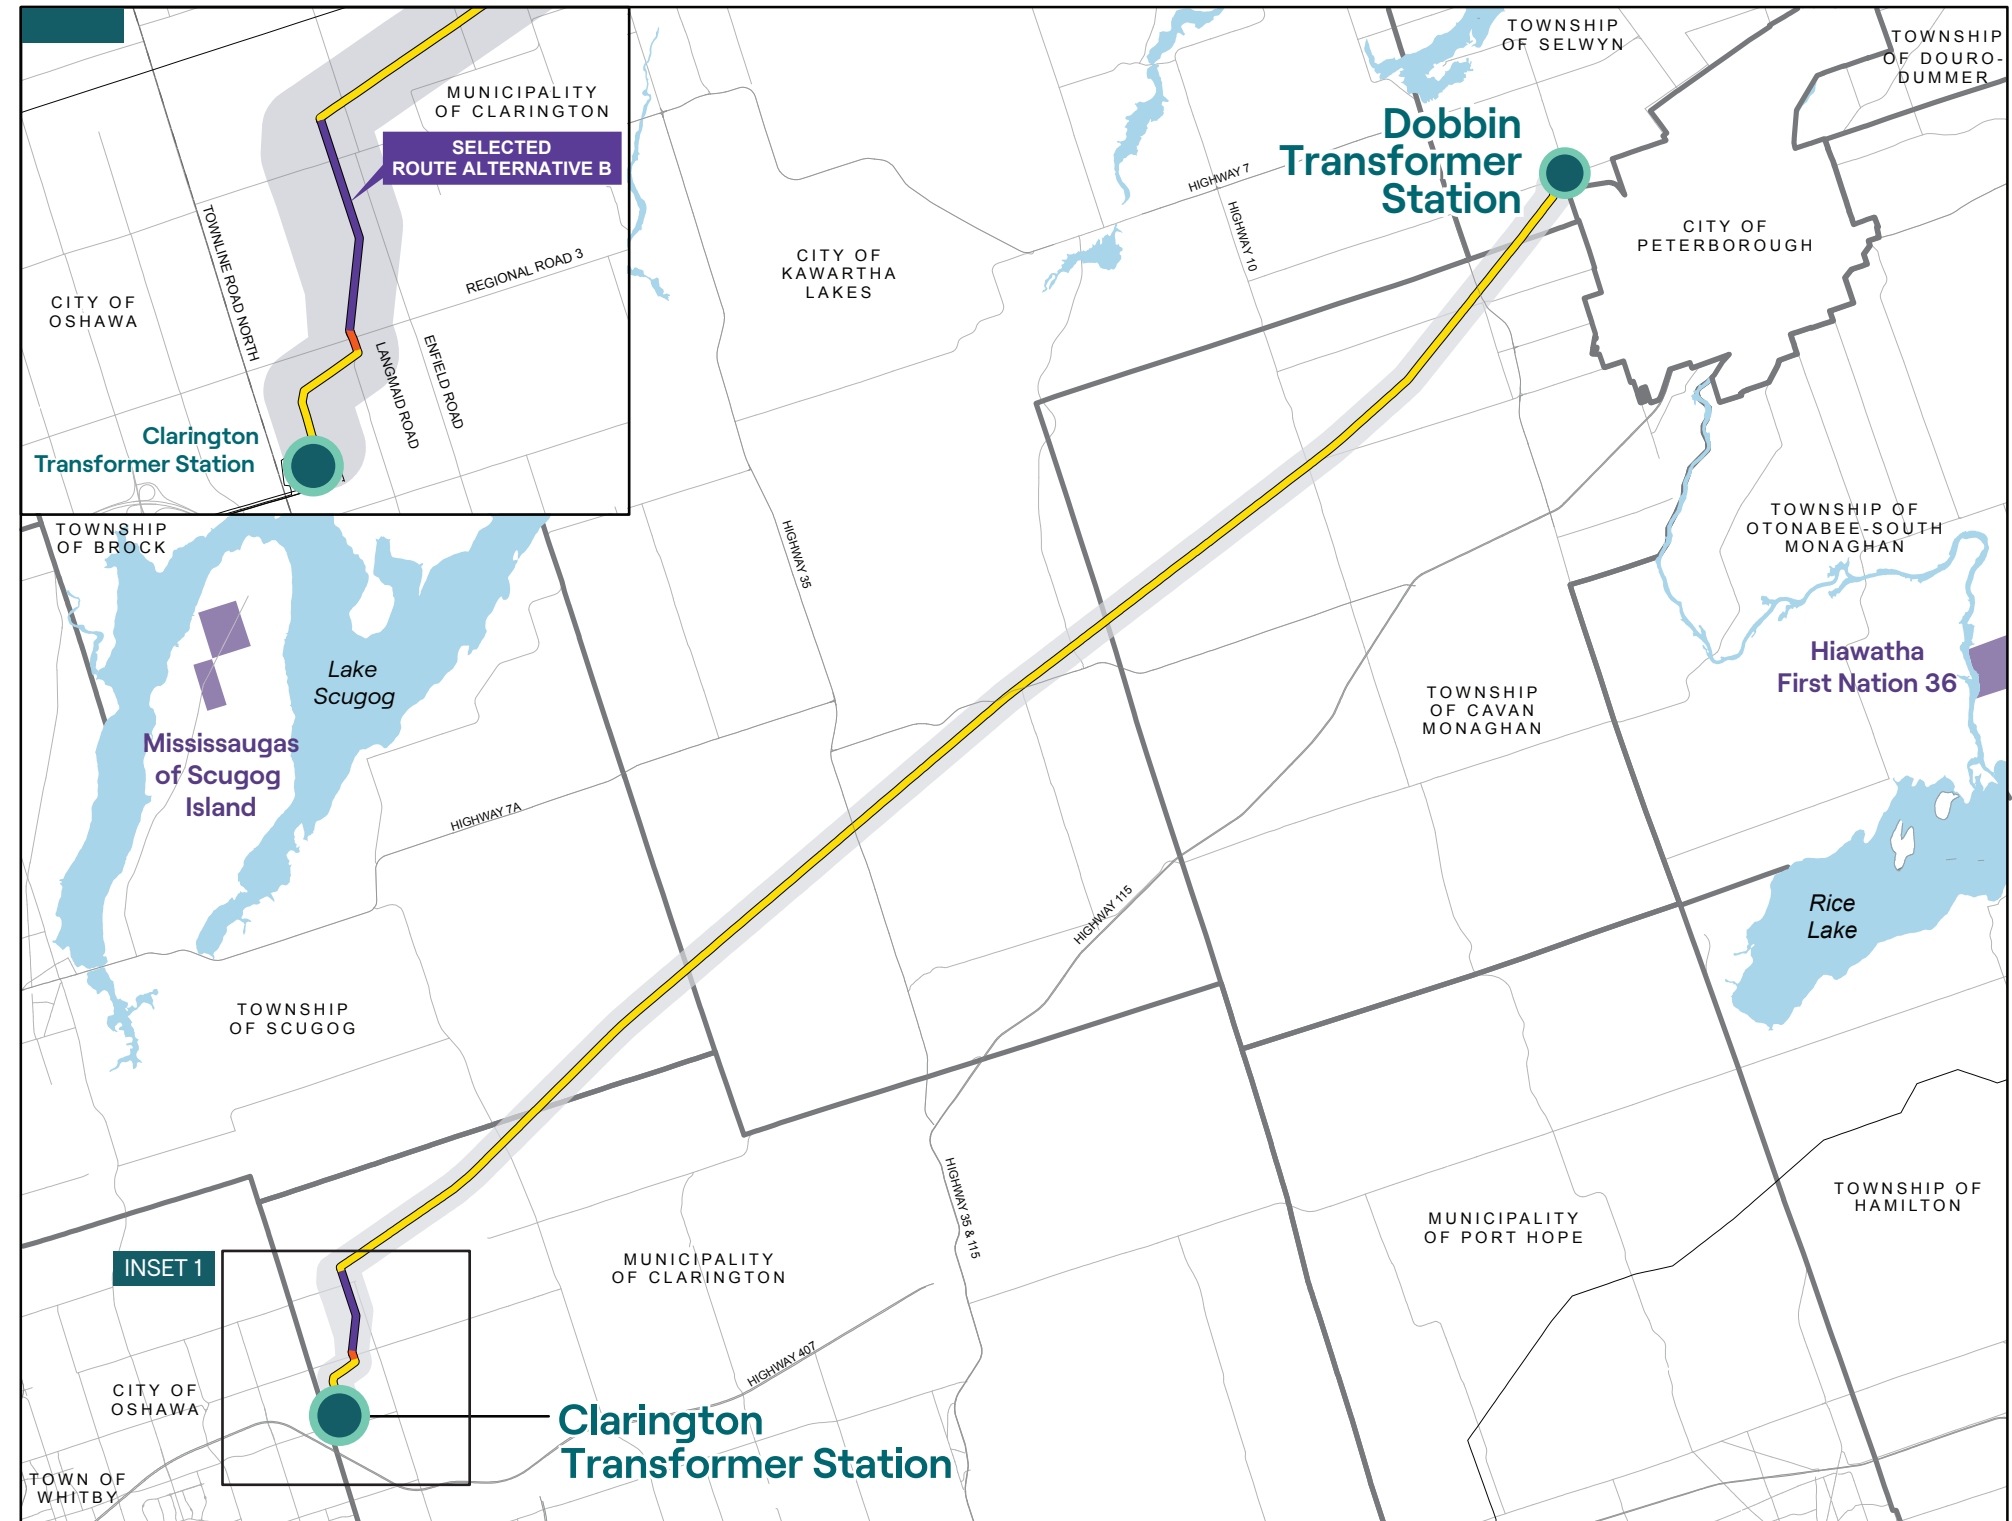 MUNICIPALITY
OF CLARINGTON
SELECTED
ROUTE ALTERNATIVE B
TOWNLINE ROAD NORTH
REGIONAL ROAD 3
CITY OF
OSHAWA
LANGMAID ROAD
ENFIELD ROAD
Clarington
Transformer Station
TOWNSHIP
OF SELWYN
TOWNSHIP
OF DOURO-
DUMMER
Dobbin
Transformer
Station
HIGHWAY 7
HIGHWAY 10
CITY OF
PETERBOROUGH
CITY OF
KAWARTHA
LAKES
TOWNSHIP
OF BROCK
HIGHWAY 35
TOWNSHIP OF
OTONABEE-SOUTH
MONAGHAN
Lake
Scugog
Hiawatha
First Nation 36
TOWNSHIP
OF CAVAN
MONAGHAN
Mississaugas
of Scugog
Island
HIGHWAY 7A
HIGHWAY 115
Rice
Lake
TOWNSHIP
OF SCUGOG
HIGHWAY 35 & 115
TOWNSHIP OF
HAMILTON
MUNICIPALITY
OF PORT HOPE
INSET 1
MUNICIPALITY
OF CLARINGTON
HIGHWAY 407
CITY OF
OSHAWA
Clarington
Transformer Station
TOWN OF
WHITBY